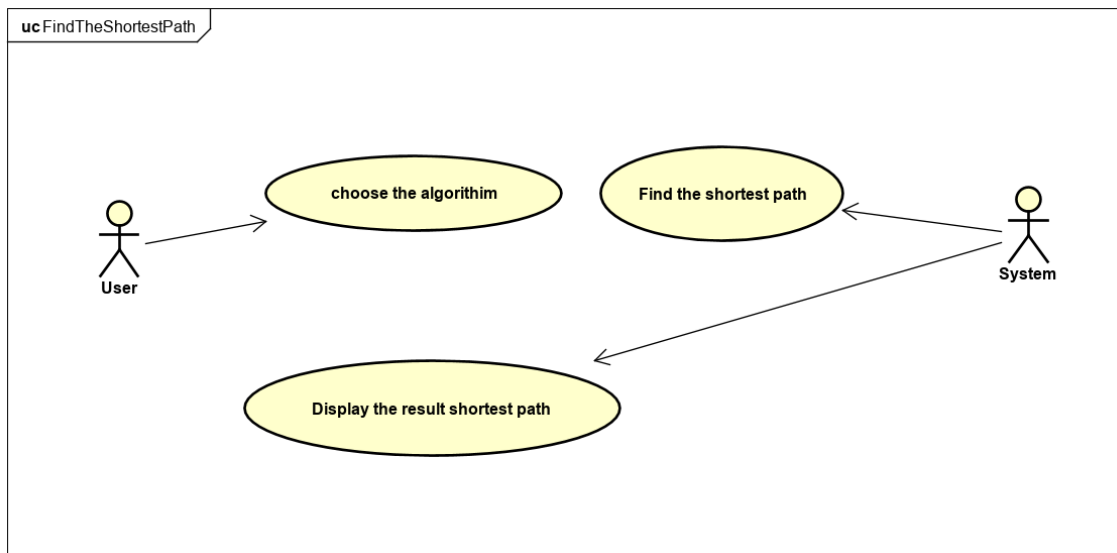 uc FindTheShortestPath
choose the algorithim
Find the shortest path
User
System
Display the result shortest path